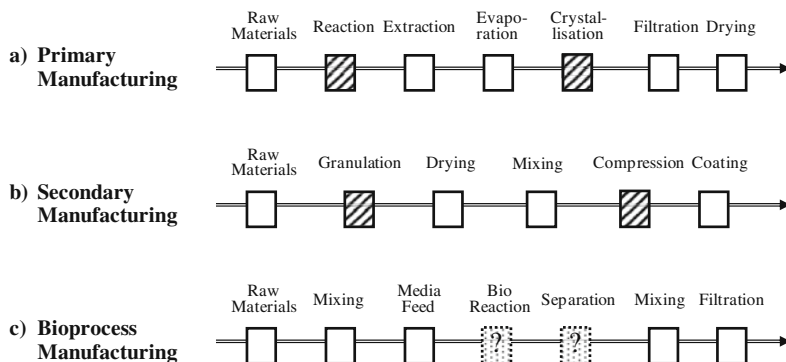 Raw
Materials
Reaction
Extraction
Evapo-
ration
Crystal-
lisation
Filtration
Drying
a) Primary
Manufacturing
Raw
Materials
Granulation
Drying
Mixing
Compression
Coating
b) Secondary
Manufacturing
Raw
Materials
Mixing
Media
Feed
Bio
Reaction
Separation
Mixing
Filtration
c) Bioprocess
Manufacturing
?
?